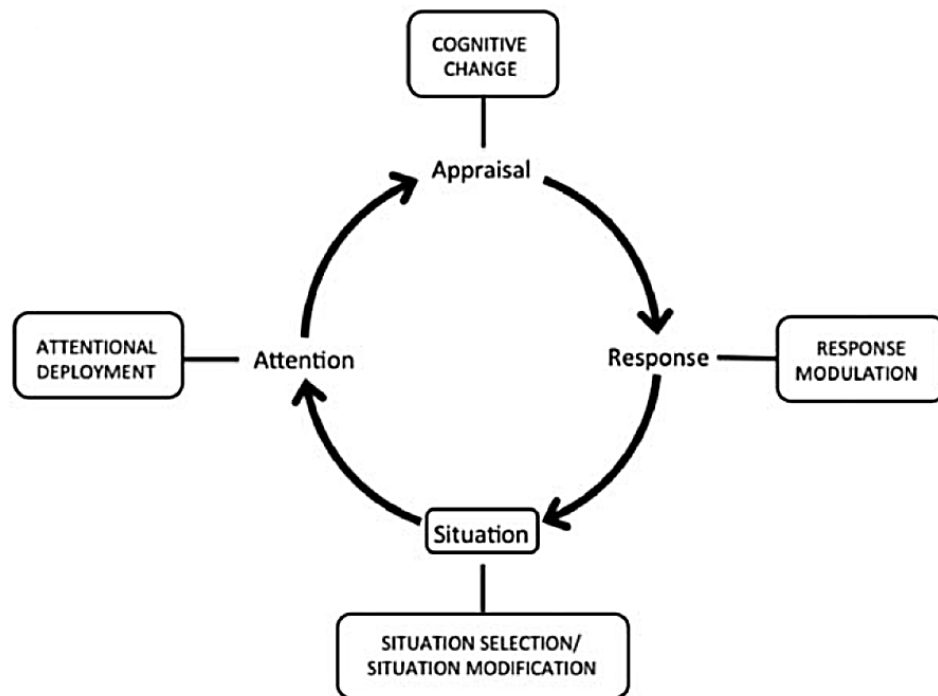 COGNITIVE
CHANGE
Appraisal
ATTENTIONAL
DEPLOYMENT
Attention
Response
RESPONSE
MODULATION
Situation
SITUATION SELECTION/
SITUATION MODIFICATION